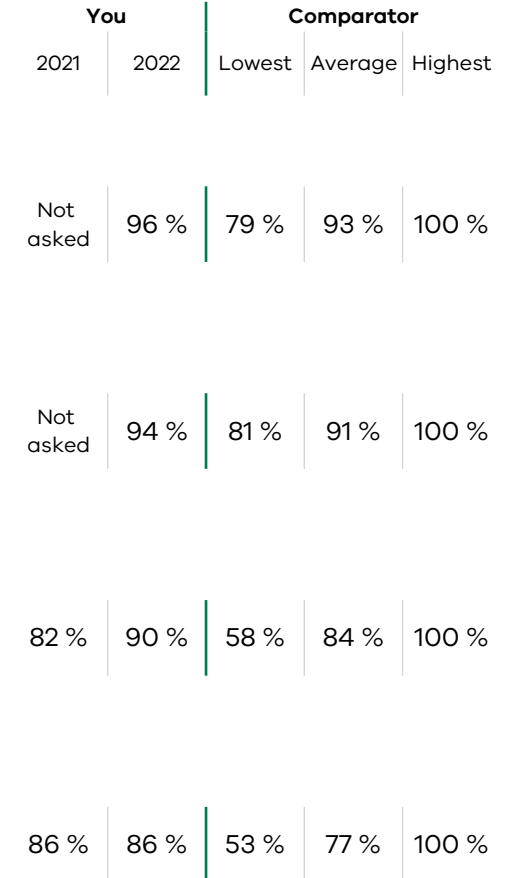 You Comparator
2021 2022 Lowest Average Highest
Not
asked 96 % 79 % 93 % 100 %
Not
asked 94 % 81 % 91 % 100 %
82 % 90 % 58 % 84 % 100 %
86 % 86 % 53 % 77 % 100 %